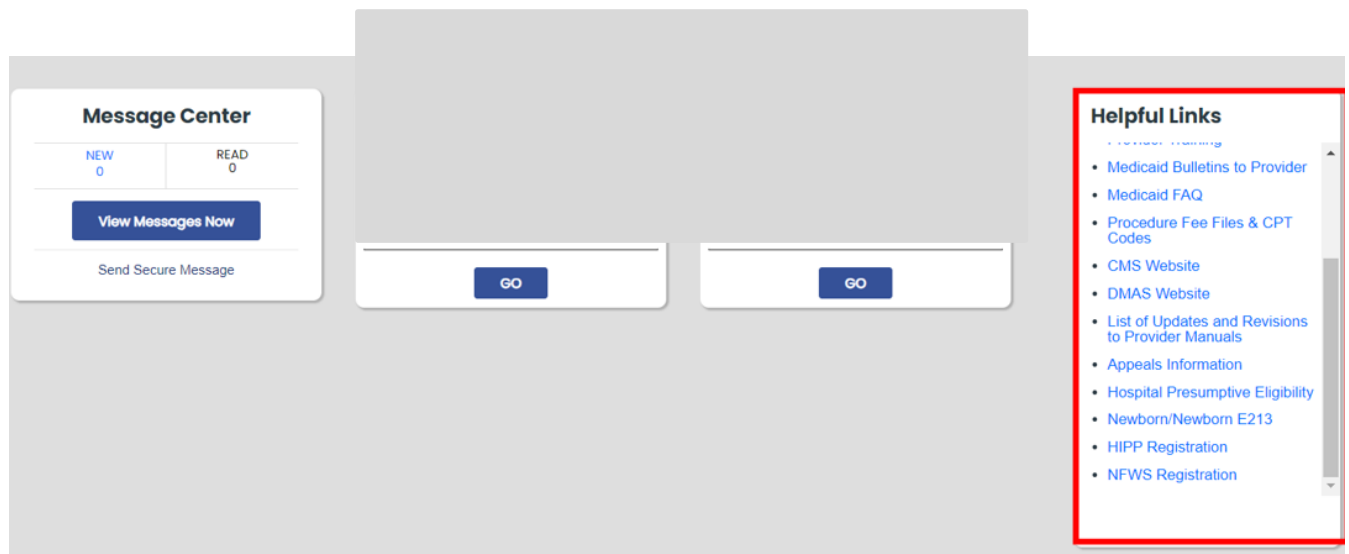 Message Center
NEW
0
READ
0
View Messages Now
Send Secure Message
GO
GO
Helpful Links
Provider Training
Medicaid Bulletins to Provider
Medicaid FAQ
Procedure Fee Files & CPT
Codes
CMS Website
DMAS Website
List of Updates and Revisions
to Provider Manuals
Appeals Information
Hospital Presumptive Eligibility
Newborn/Newborn E213
HIPP Registration
NFWS Registration